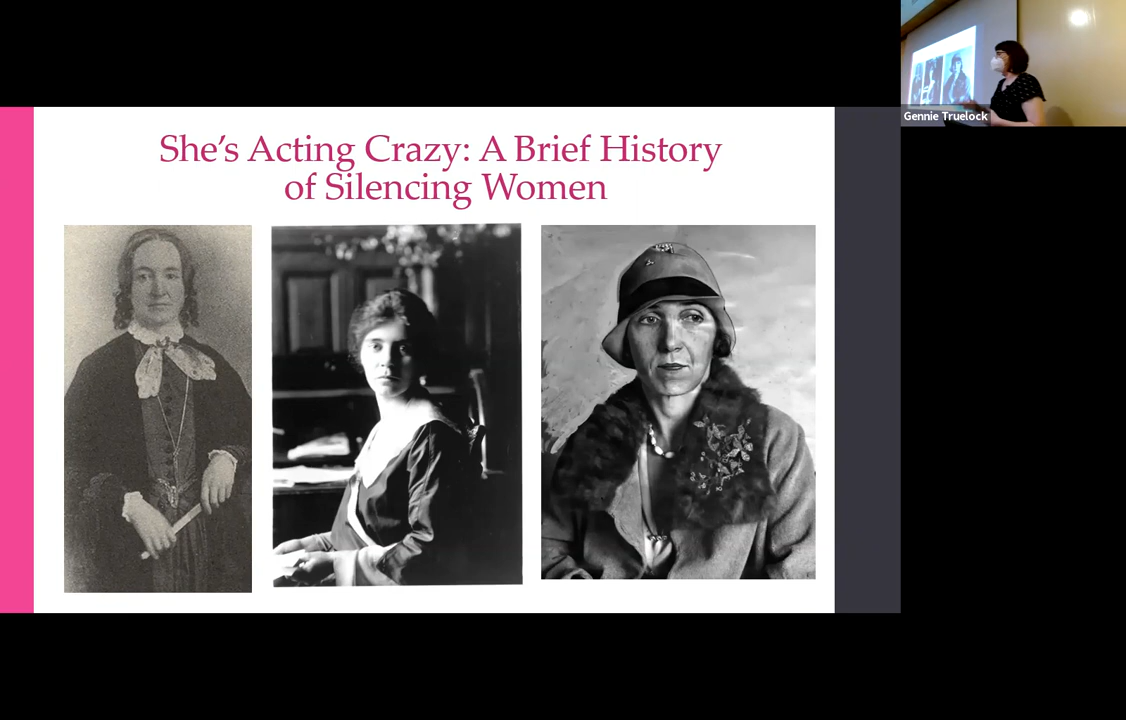 She's Acting Crazy: A Brief History
of Silencing Women
Gennie Truelock